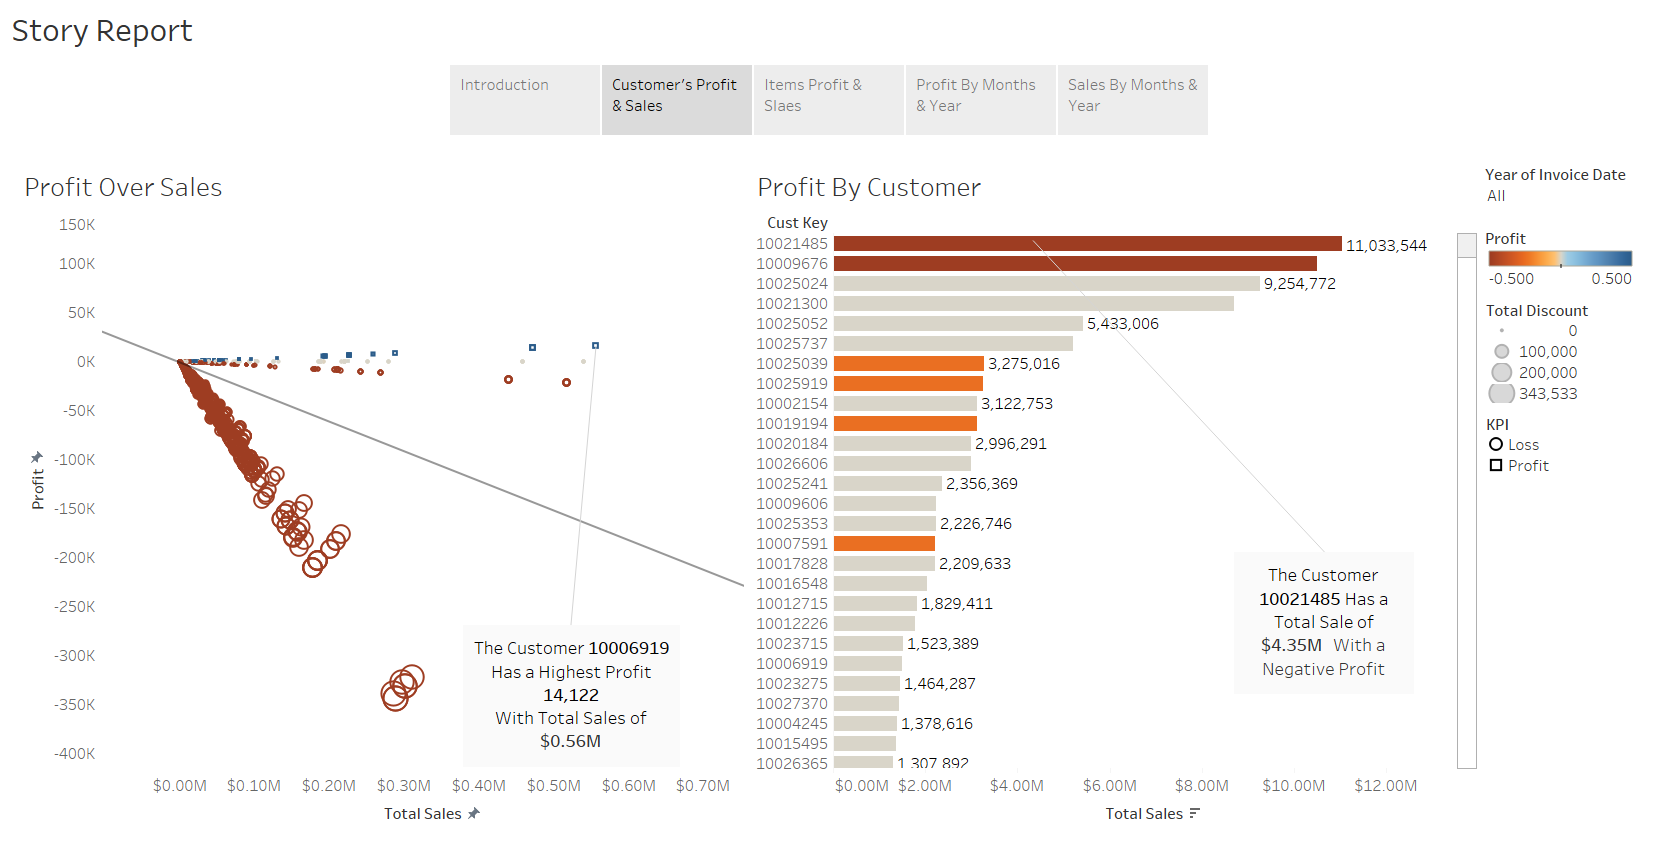 Story Report
Introduction
Customer's Profit
& Sales
Items Profit &
Slaes
Profit By Months
& Year
Sales By Months &
Year
Profit Over Sales
150K
100K
50K
0K
-50K
-100K
-150K
-200K
-250K
-300K
-350K
-400K
Profit
The Customer 10006919
Has a Highest Profit
14,122
With Total Sales of
$0.56M
$0.00M $0.10M $0.20M $0.30M $0.40M $0.50M $0.60M $0.70M
Total Sales
Profit By Customer
Cust Key
10021485 11,033,544
10009676
10025024 9,254,772
10021300
10025052 5,433,006
10025737
10025039 3,275,016
10025919
10002154 3,122,753
10019194
10020184 2,996,291
10026606
10025241 2,356,369
10009606
10025353 2,226,746
10007591
10017828 2,209,633
10016548
10012715 1,829,411
10012226
10023715 1,523,389
10006919
10023275 1,464,287
10027370
10004245 1,378,616
10015495
10026365 1,307,892
The Customer
10021485 Has a
Total Sale of
$4.35M With a
Negative Profit
$0.00M $2.00M $4.00M $6.00M $8.00M $10.00M $12.00M
Total Sales
Year of Invoice Date
All
Profit
-0.500 0.500
Total Discount
0
100,000
200,000
343,533
KPI
Loss
Profit